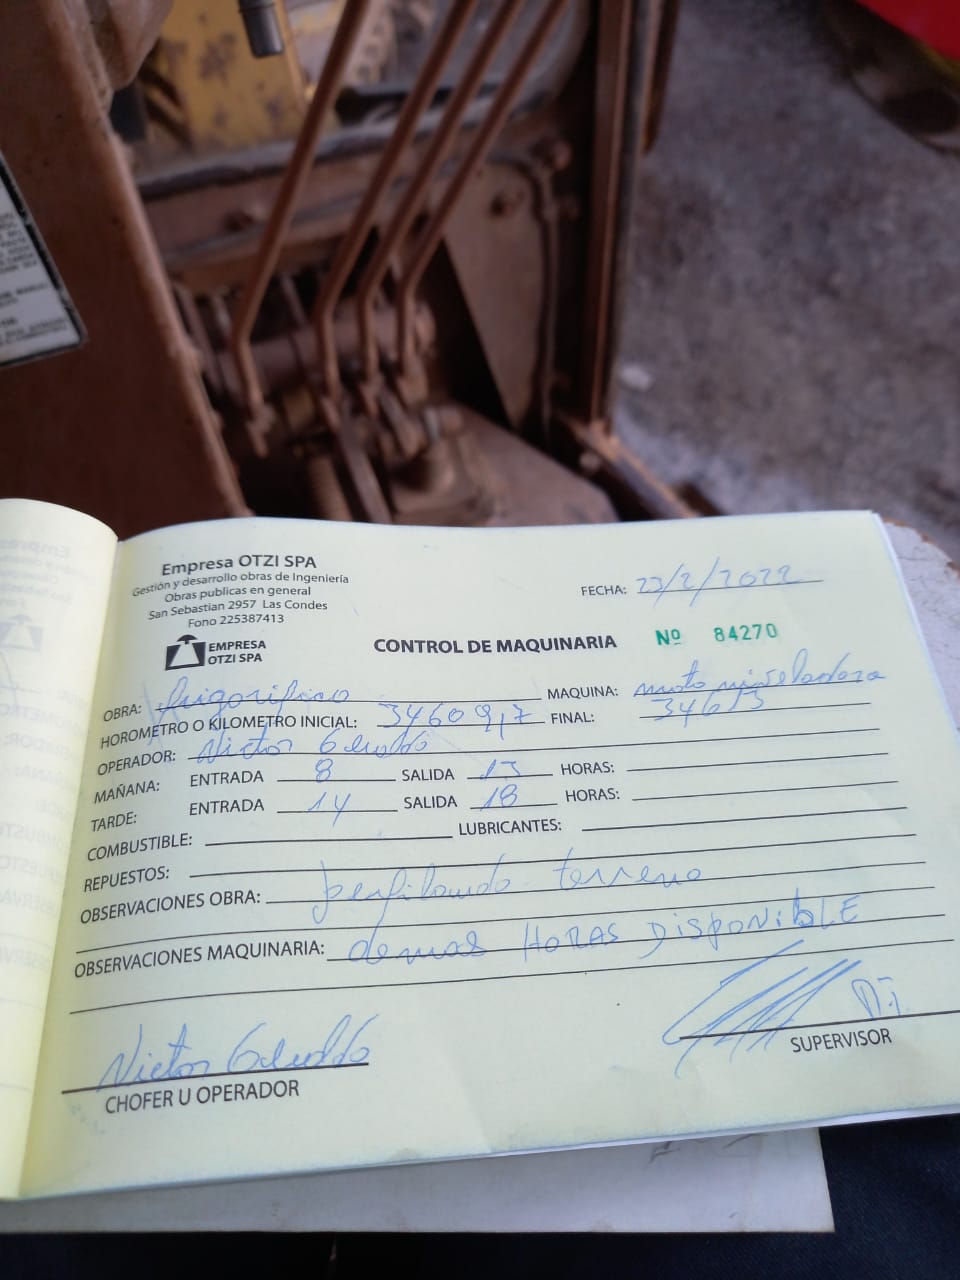 Empresa OTZI SPA
Gestión y desarrollo obras de Ingeniería
Obras publicas en general
San Sebastian 2957 Las Condes
Fono 225387413
EMPRESA
OTZI SPA
FECHA: 23/2/2022
CONTROL DE MAQUINARIA
Nº 84270
OBRA: frigorifico MAQUINA: moto niveladora
HOROMETRO O KILOMETRO INICIAL: 34609,7 FINAL: 34613
OPERADOR: Victor
MAÑANA: ENTRADA 8 SALIDA 13 HORAS:
TARDE: ENTRADA 14 SALIDA 18 HORAS:
COMBUSTIBLE: LUBRICANTES:
REPUESTOS:
OBSERVACIONES OBRA: perfilando terreno
OBSERVACIONES MAQUINARIA: demas HORAS DISPONIBLE
Victor
CHOFER U OPERADOR
SUPERVISOR